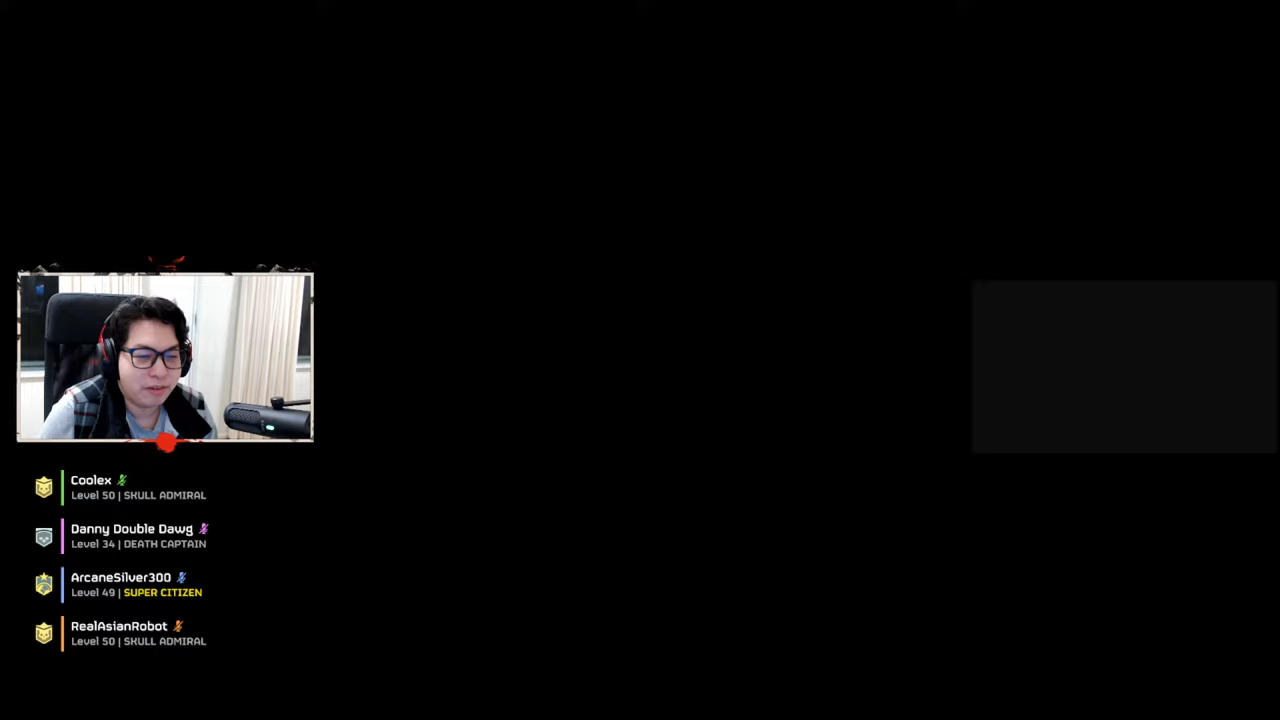 Coolex
Level 50 | SKULL ADMIRAL
Danny Double Dawg
Level 34 | DEATH CAPTAIN
ArcaneSilver300
Level 49 | SUPER CITIZEN
RealAsianRobot
Level 50 | SKULL ADMIRAL